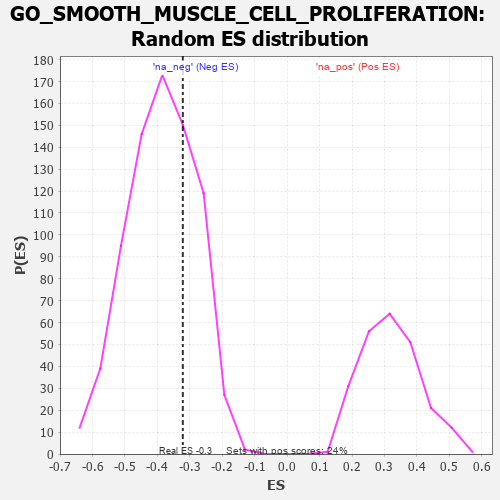 GO_SMOOTH_MUSCLE_CELL_PROLIFERATION:
Random ES distribution
'na_neg' (Neg ES) 'na_pos' (Pos ES)
180
170
160
150
140
130
120
110
100
90
80
70
60
50
40
30
20
10
0
P(ES)
Real ES -0.3 Sets with pos scores: 24%
-0.7 -0.6 -0.5 -0.4 -0.3 -0.2 -0.1 0.0 0.1 0.2 0.3 0.4 0.5 0.6
ES